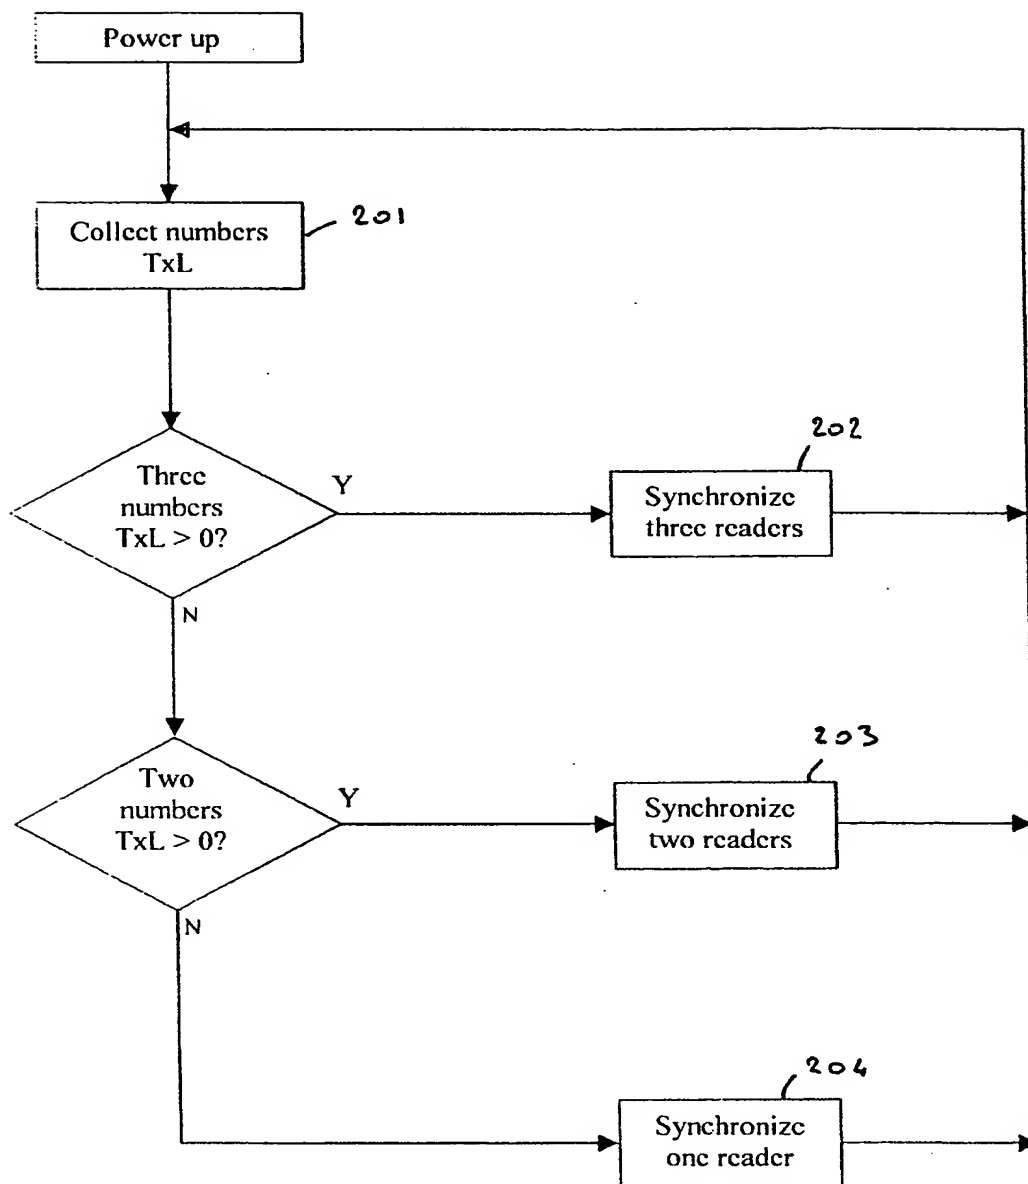 Power up
Collect numbers
TxL
201
Three
numbers
TxL > 0?
Y
N
Synchronize
three readers
202
Two
numbers
TxL > 0?
Y
N
Synchronize
two readers
203
Synchronize
one reader
204